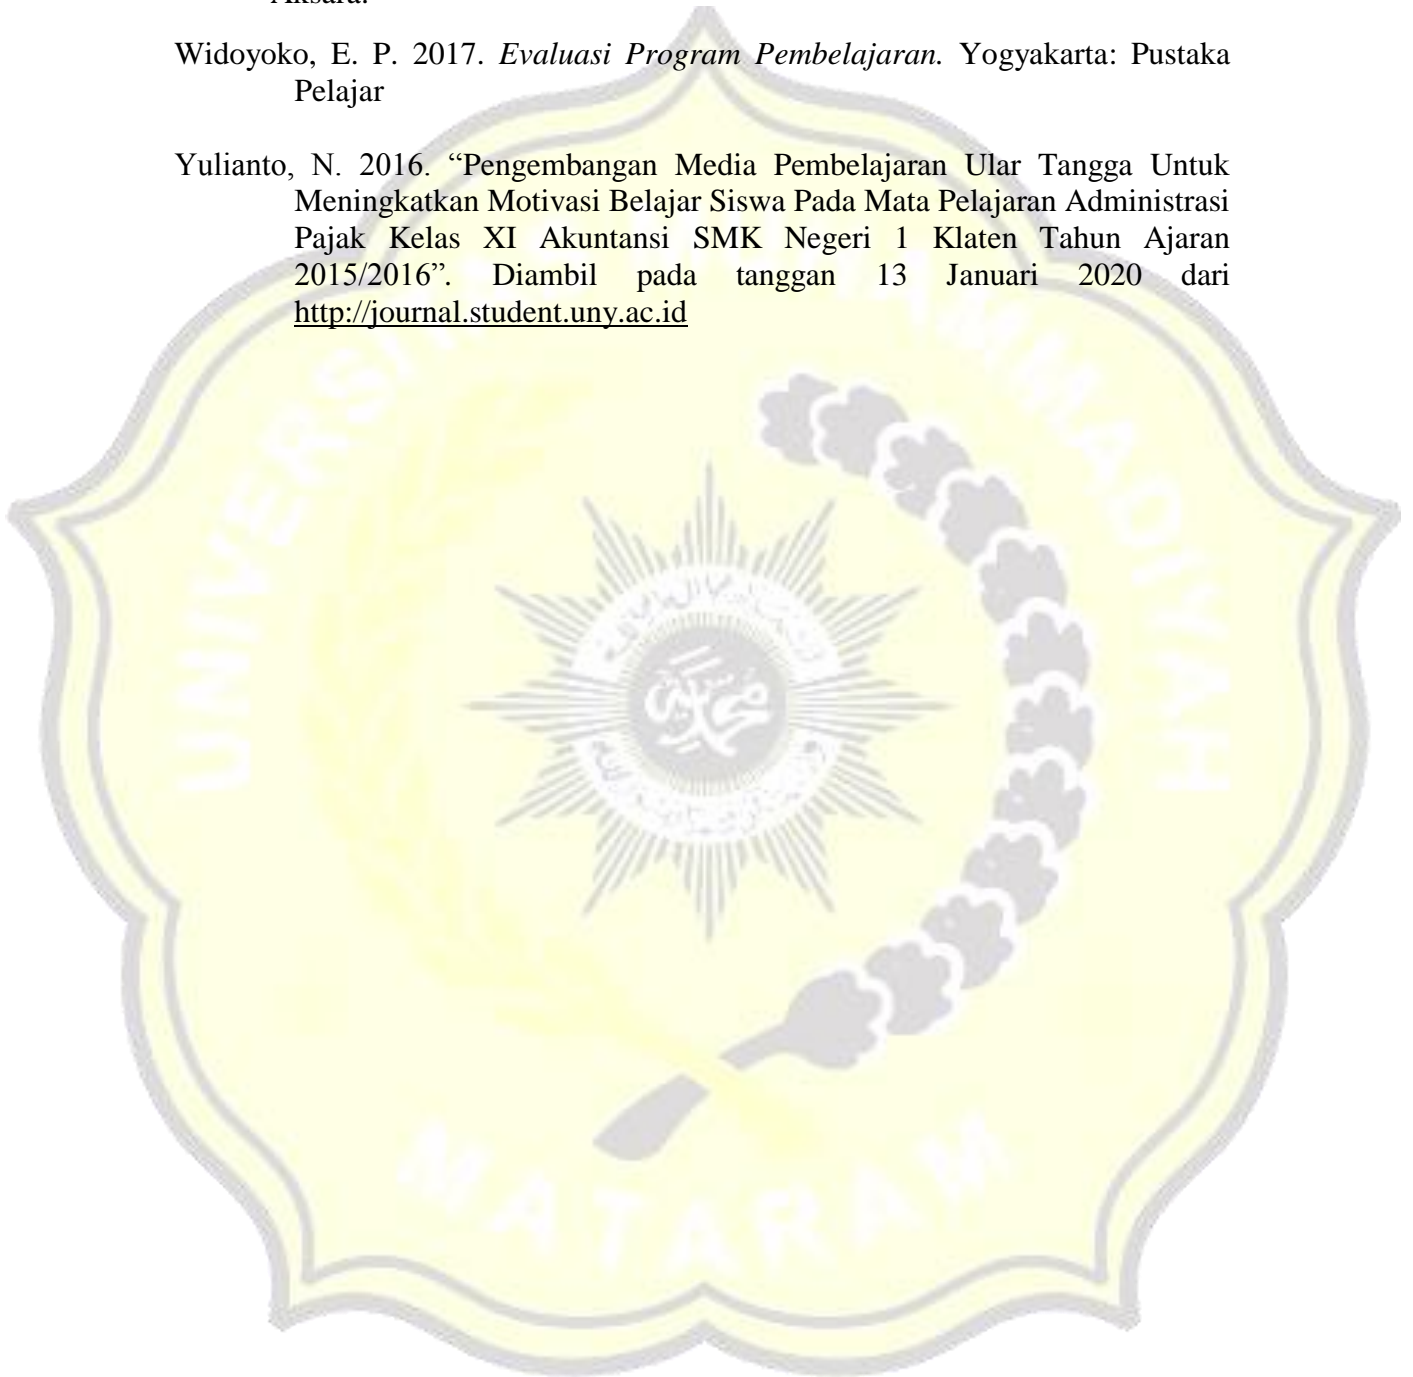 Aksara.
Widoyoko, E. P. 2017. Evaluasi Program Pembelajaran. Yogyakarta: Pustaka
Pelajar
Yulianto, N. 2016. “Pengembangan Media Pembelajaran Ular Tangga Untuk
Meningkatkan Motivasi Belajar Siswa Pada Mata Pelajaran Administrasi
Pajak Kelas XI Akuntansi SMK Negeri 1 Klaten Tahun Ajaran
2015/2016”. Diambil pada tanggan 13 Januari 2020 dari
http://journal.student.uny.ac.id
UNIVERSITAS MUHAMMADIYAH
MATARAM